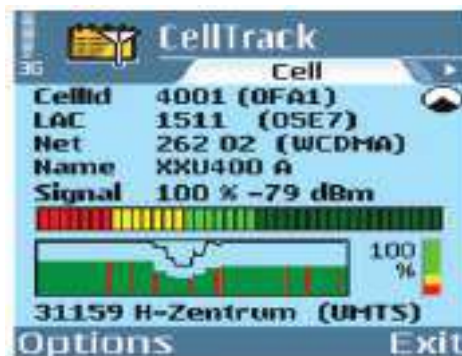 CellTrack
3G
Cell
CellId 4001 (0FA1)
LAC 1511 (05E7)
Net 262 02 (WCDMA)
Name XXU400 A
Signal 100 % -79 dBm
100
%
31159 H-Zentrum (UMTS)
Options Exit